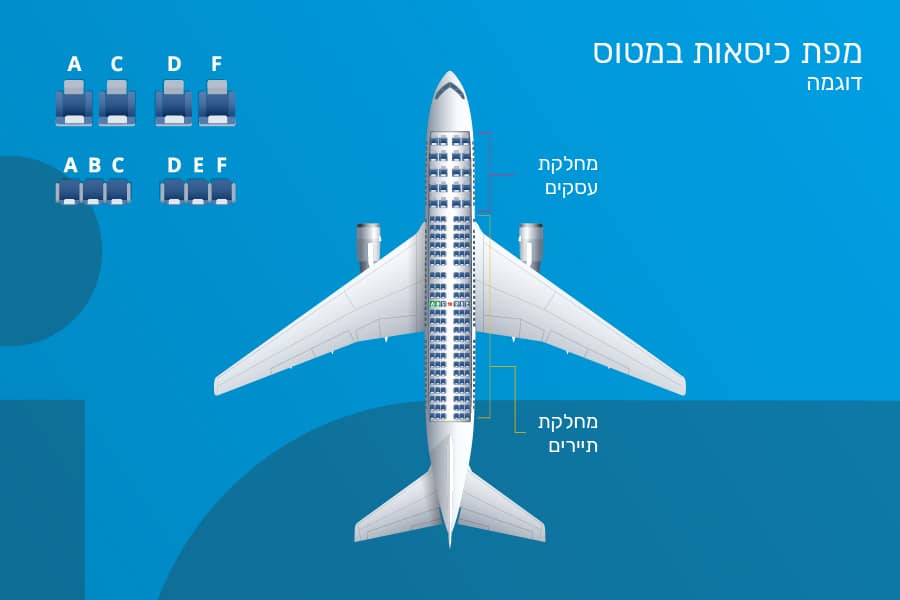 מפת כיסאות במטוס
דוגמה
A C D F
A B C D E F
מחלקת
עסקים
מחלקת
תיירים